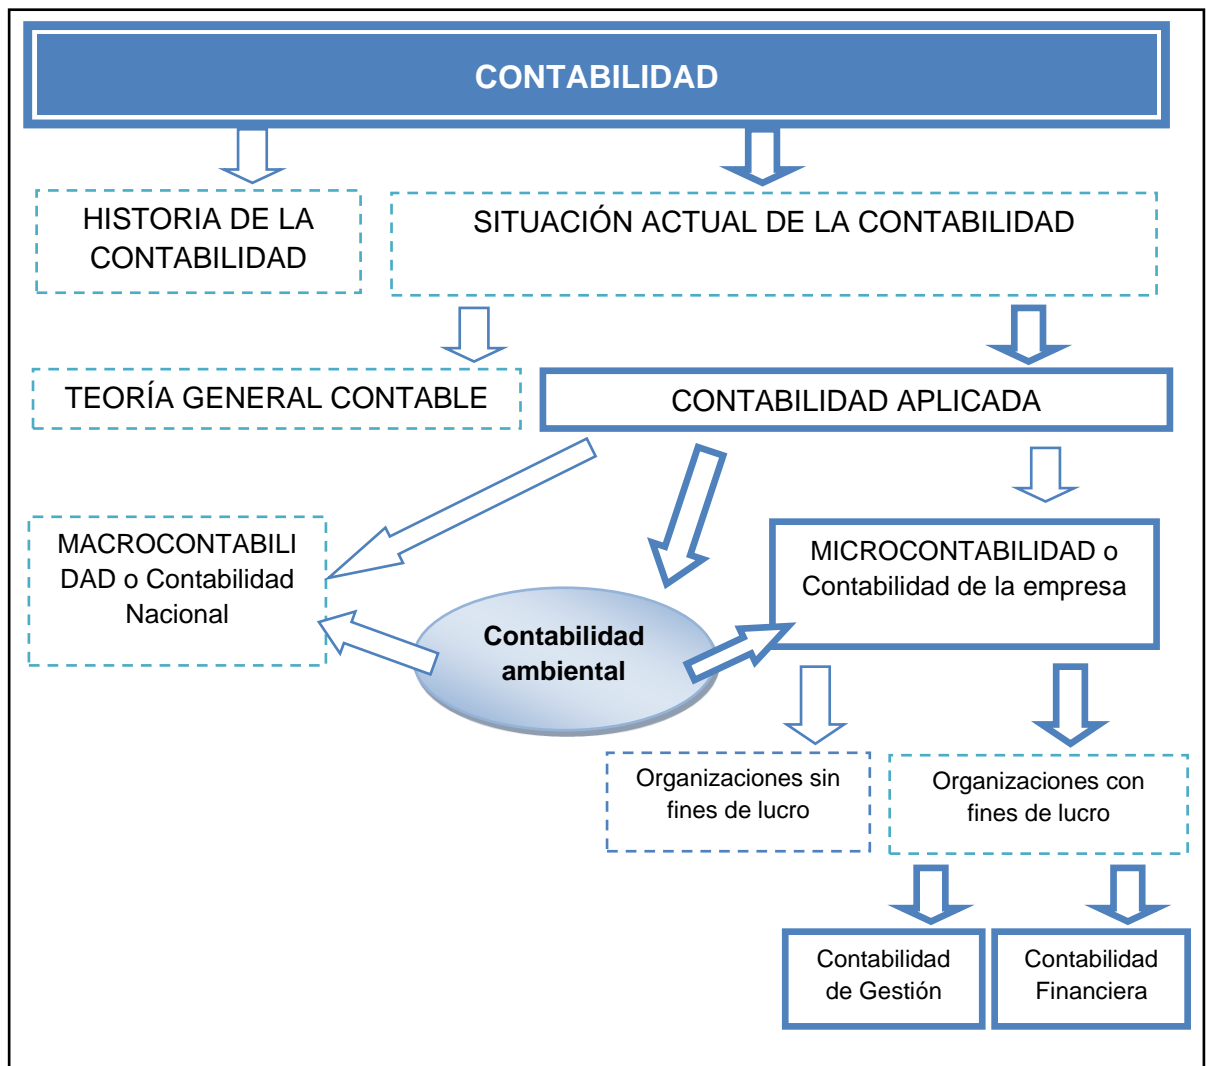 CONTABILIDAD
HISTORIA DE LA
CONTABILIDAD
SITUACIÓN ACTUAL DE LA CONTABILIDAD
TEORÍA GENERAL CONTABLE
CONTABILIDAD APLICADA
MACROCONTABILI
DAD o Contabilidad
Nacional
Contabilidad
ambiental
MICROCONTABILIDAD o
Contabilidad de la empresa
Organizaciones sin
fines de lucro
Organizaciones con
fines de lucro
Contabilidad
de Gestión
Contabilidad
Financiera